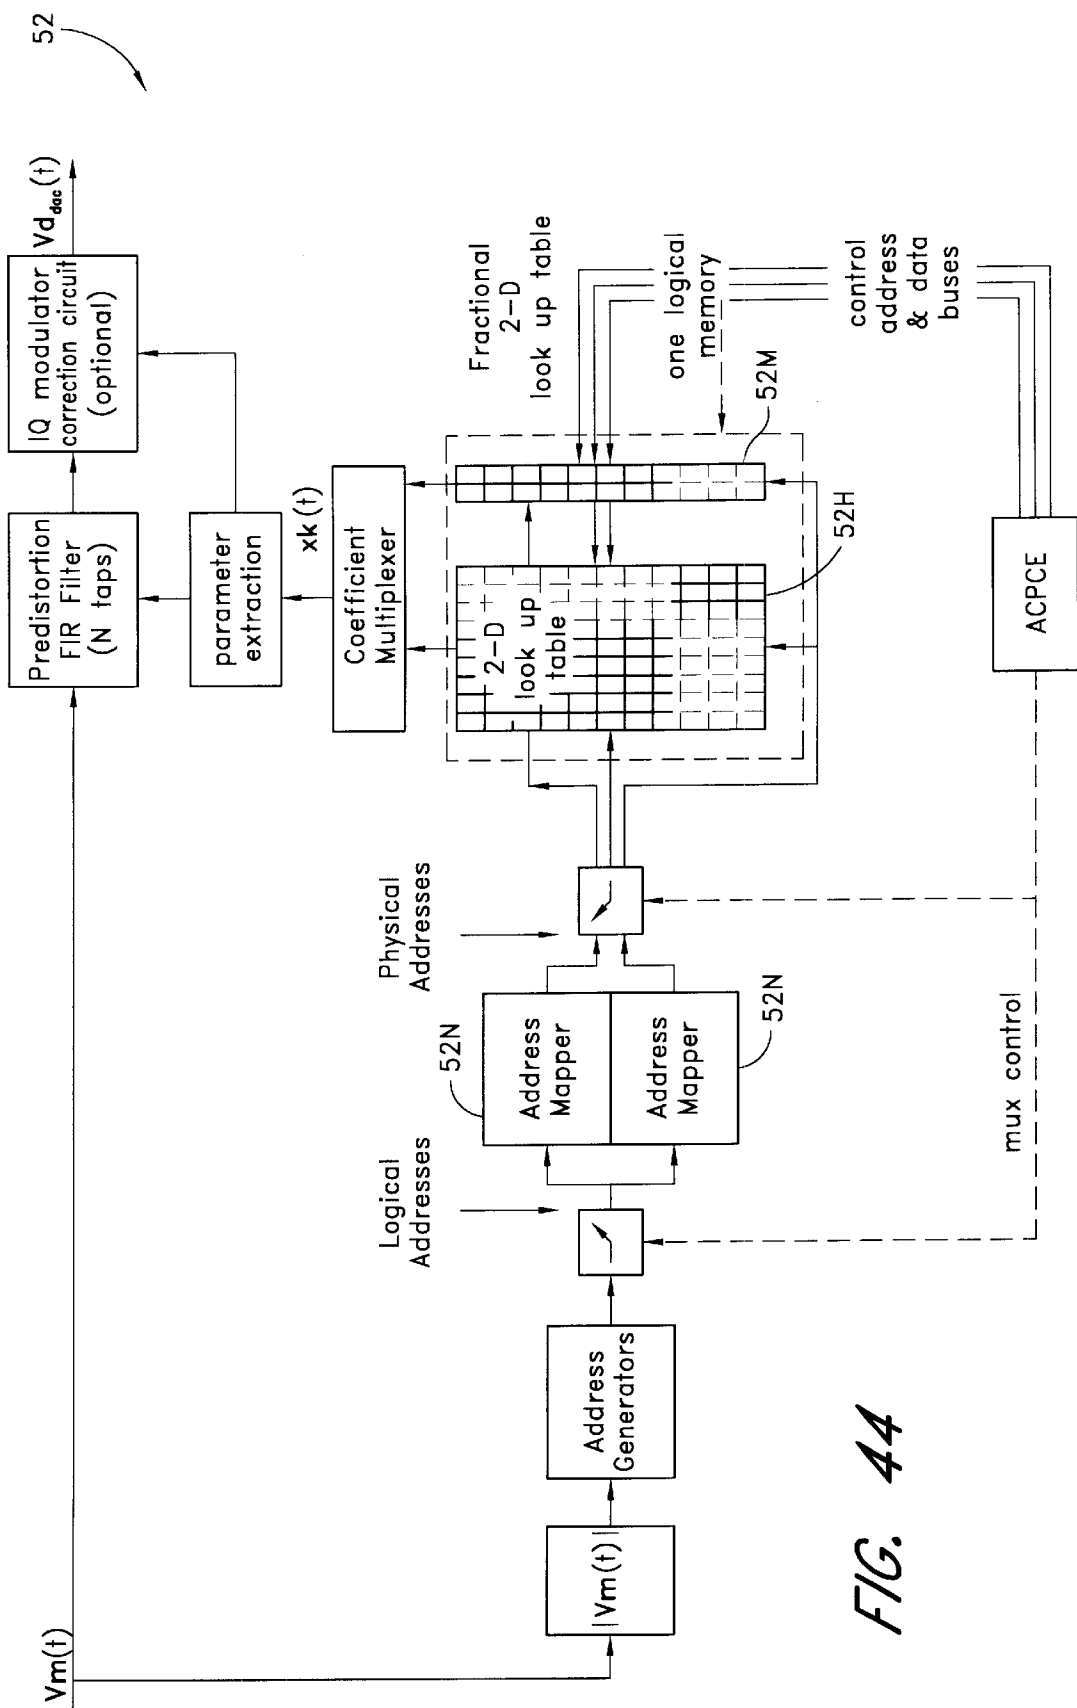 52
Vm(t)
Predistortion
FIR Filter
(N taps)
IQ modulator
correction circuit
(optional)
Vd_dac(t)
parameter
extraction
xk(t)
Coefficient
Multiplexer
|Vm(t)|
Address
Generators
Logical
Addresses
52N
Address
Mapper
Address
Mapper
52N
Physical
Addresses
2-D
look up
table
52H
52M
Fractional
2-D
look up table
one logical
memory
control
address
& data
buses
mux control
ACPCE
FIG. 44